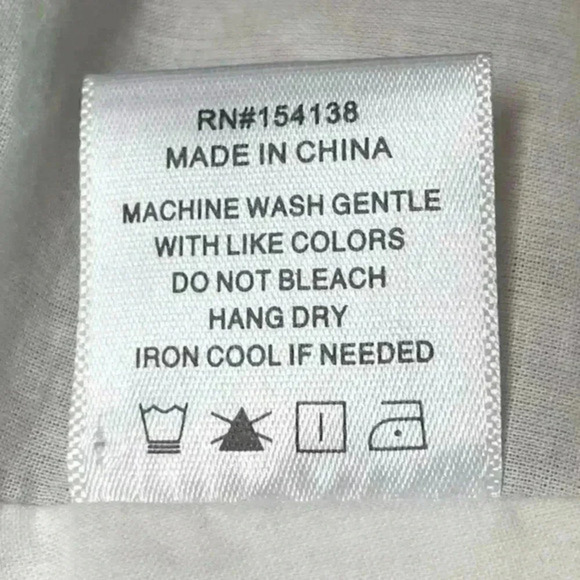 RN#154138
MADE IN CHINA
MACHINE WASH GENTLE
WITH LIKE COLORS
DO NOT BLEACH
HANG DRY
IRON COOL IF NEEDED